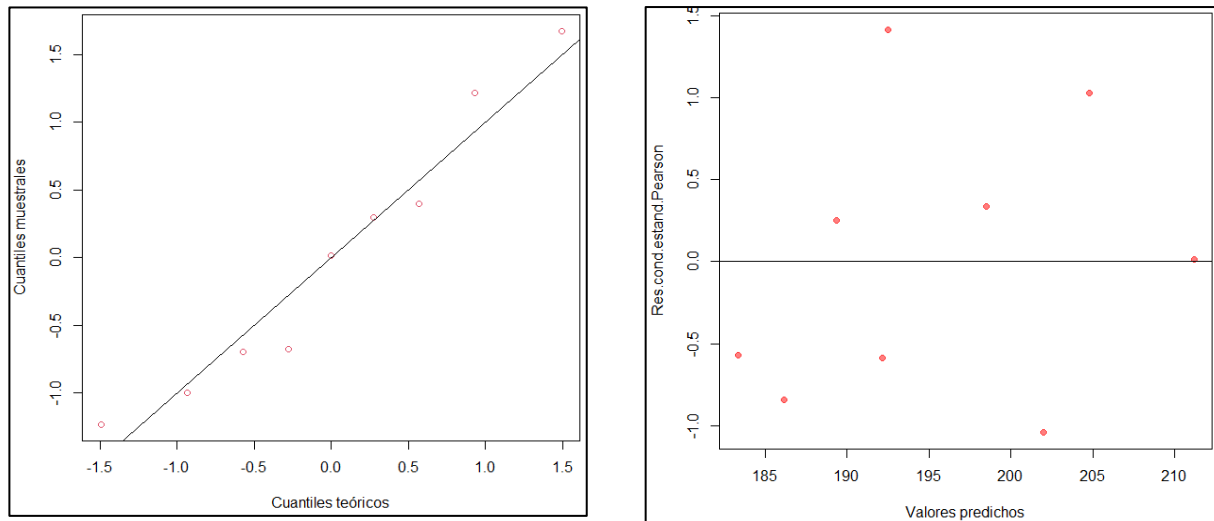 Cuantiles muestrales
1.5
1.0
0.5
0.0
-0.5
-1.0
-1.5 -1.0 -0.5 0.0 0.5 1.0 1.5
Cuantiles teóricos
Res.cond.estand.Pearson
1.5
1.0
0.5
0.0
-0.5
-1.0
185 190 195 200 205 210
Valores predichos